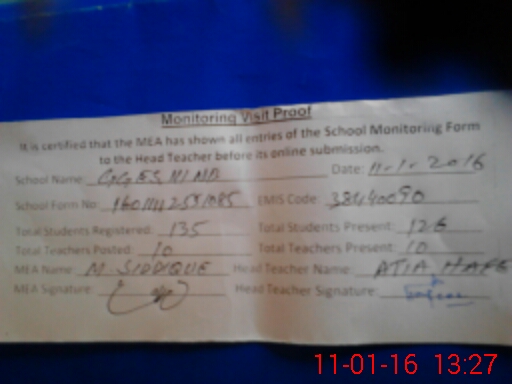 Monitoring Visit Proof
It is certified that the MEA has shown all entries of the School Monitoring Form
to the Head Teacher before its online submission.
School Name: GGES NINA Date: 11-1-2016
School Form No: EMIS Code: 38440090
Total Students Registered: 135 Total Students Present: 126
Total Teachers Posted: 10 Total Teachers Present: 10
MEA Name: M SIDDIQUE Head Teacher Name: ATIA HAFE
MEA Signature: Head Teacher Signature:
11-01-16 13:27